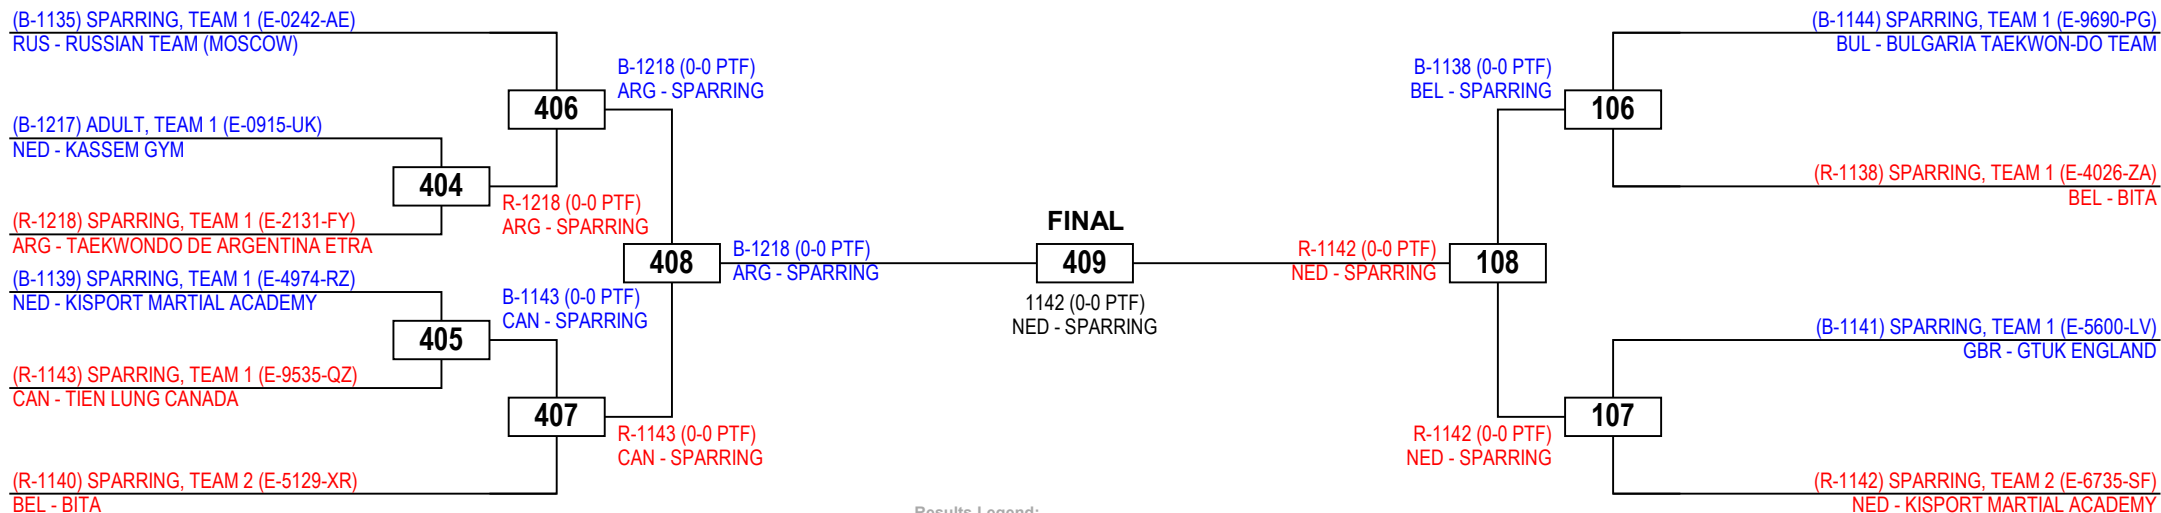 (B-1135) SPARRING, TEAM 1 (E-0242-AE)
RUS - RUSSIAN TEAM (MOSCOW)
(B-1217) ADULT, TEAM 1 (E-0915-UK)
NED - KASSEM GYM
(R-1218) SPARRING, TEAM 1 (E-2131-FY)
ARG - TAEKWONDO DE ARGENTINA ETRA
(B-1139) SPARRING, TEAM 1 (E-4974-RZ)
NED - KISPORT MARTIAL ACADEMY
(R-1143) SPARRING, TEAM 1 (E-9535-QZ)
CAN - TIEN LUNG CANADA
(R-1140) SPARRING, TEAM 2 (E-5129-XR)
BEL - BITA
404
405
R-1218 (0-0 PTF)
ARG - SPARRING
B-1143 (0-0 PTF)
CAN - SPARRING
406
407
B-1218 (0-0 PTF)
ARG - SPARRING
R-1143 (0-0 PTF)
CAN - SPARRING
408
B-1218 (0-0 PTF)
ARG - SPARRING
FINAL
409
1142 (0-0 PTF)
NED - SPARRING
R-1142 (0-0 PTF)
NED - SPARRING
108
B-1138 (0-0 PTF)
BEL - SPARRING
R-1142 (0-0 PTF)
NED - SPARRING
106
107
(B-1144) SPARRING, TEAM 1 (E-9690-PG)
BUL - BULGARIA TAEKWON-DO TEAM
(R-1138) SPARRING, TEAM 1 (E-4026-ZA)
BEL - BITA
(B-1141) SPARRING, TEAM 1 (E-5600-LV)
GBR - GTUK ENGLAND
(R-1142) SPARRING, TEAM 2 (E-6735-SF)
NED - KISPORT MARTIAL ACADEMY
Results Legend: